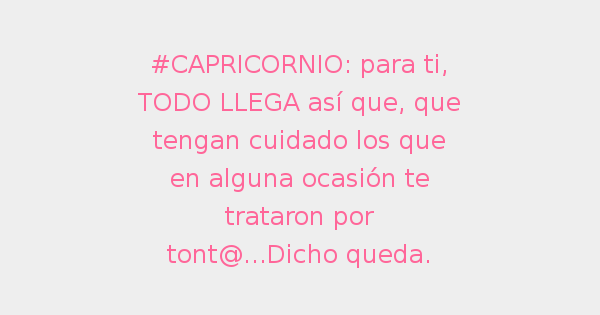 #CAPRICORNIO: para ti,
TODO LLEGA así que, que
tengan cuidado los que
en alguna ocasión te
trataron por
tont@...Dicho queda.